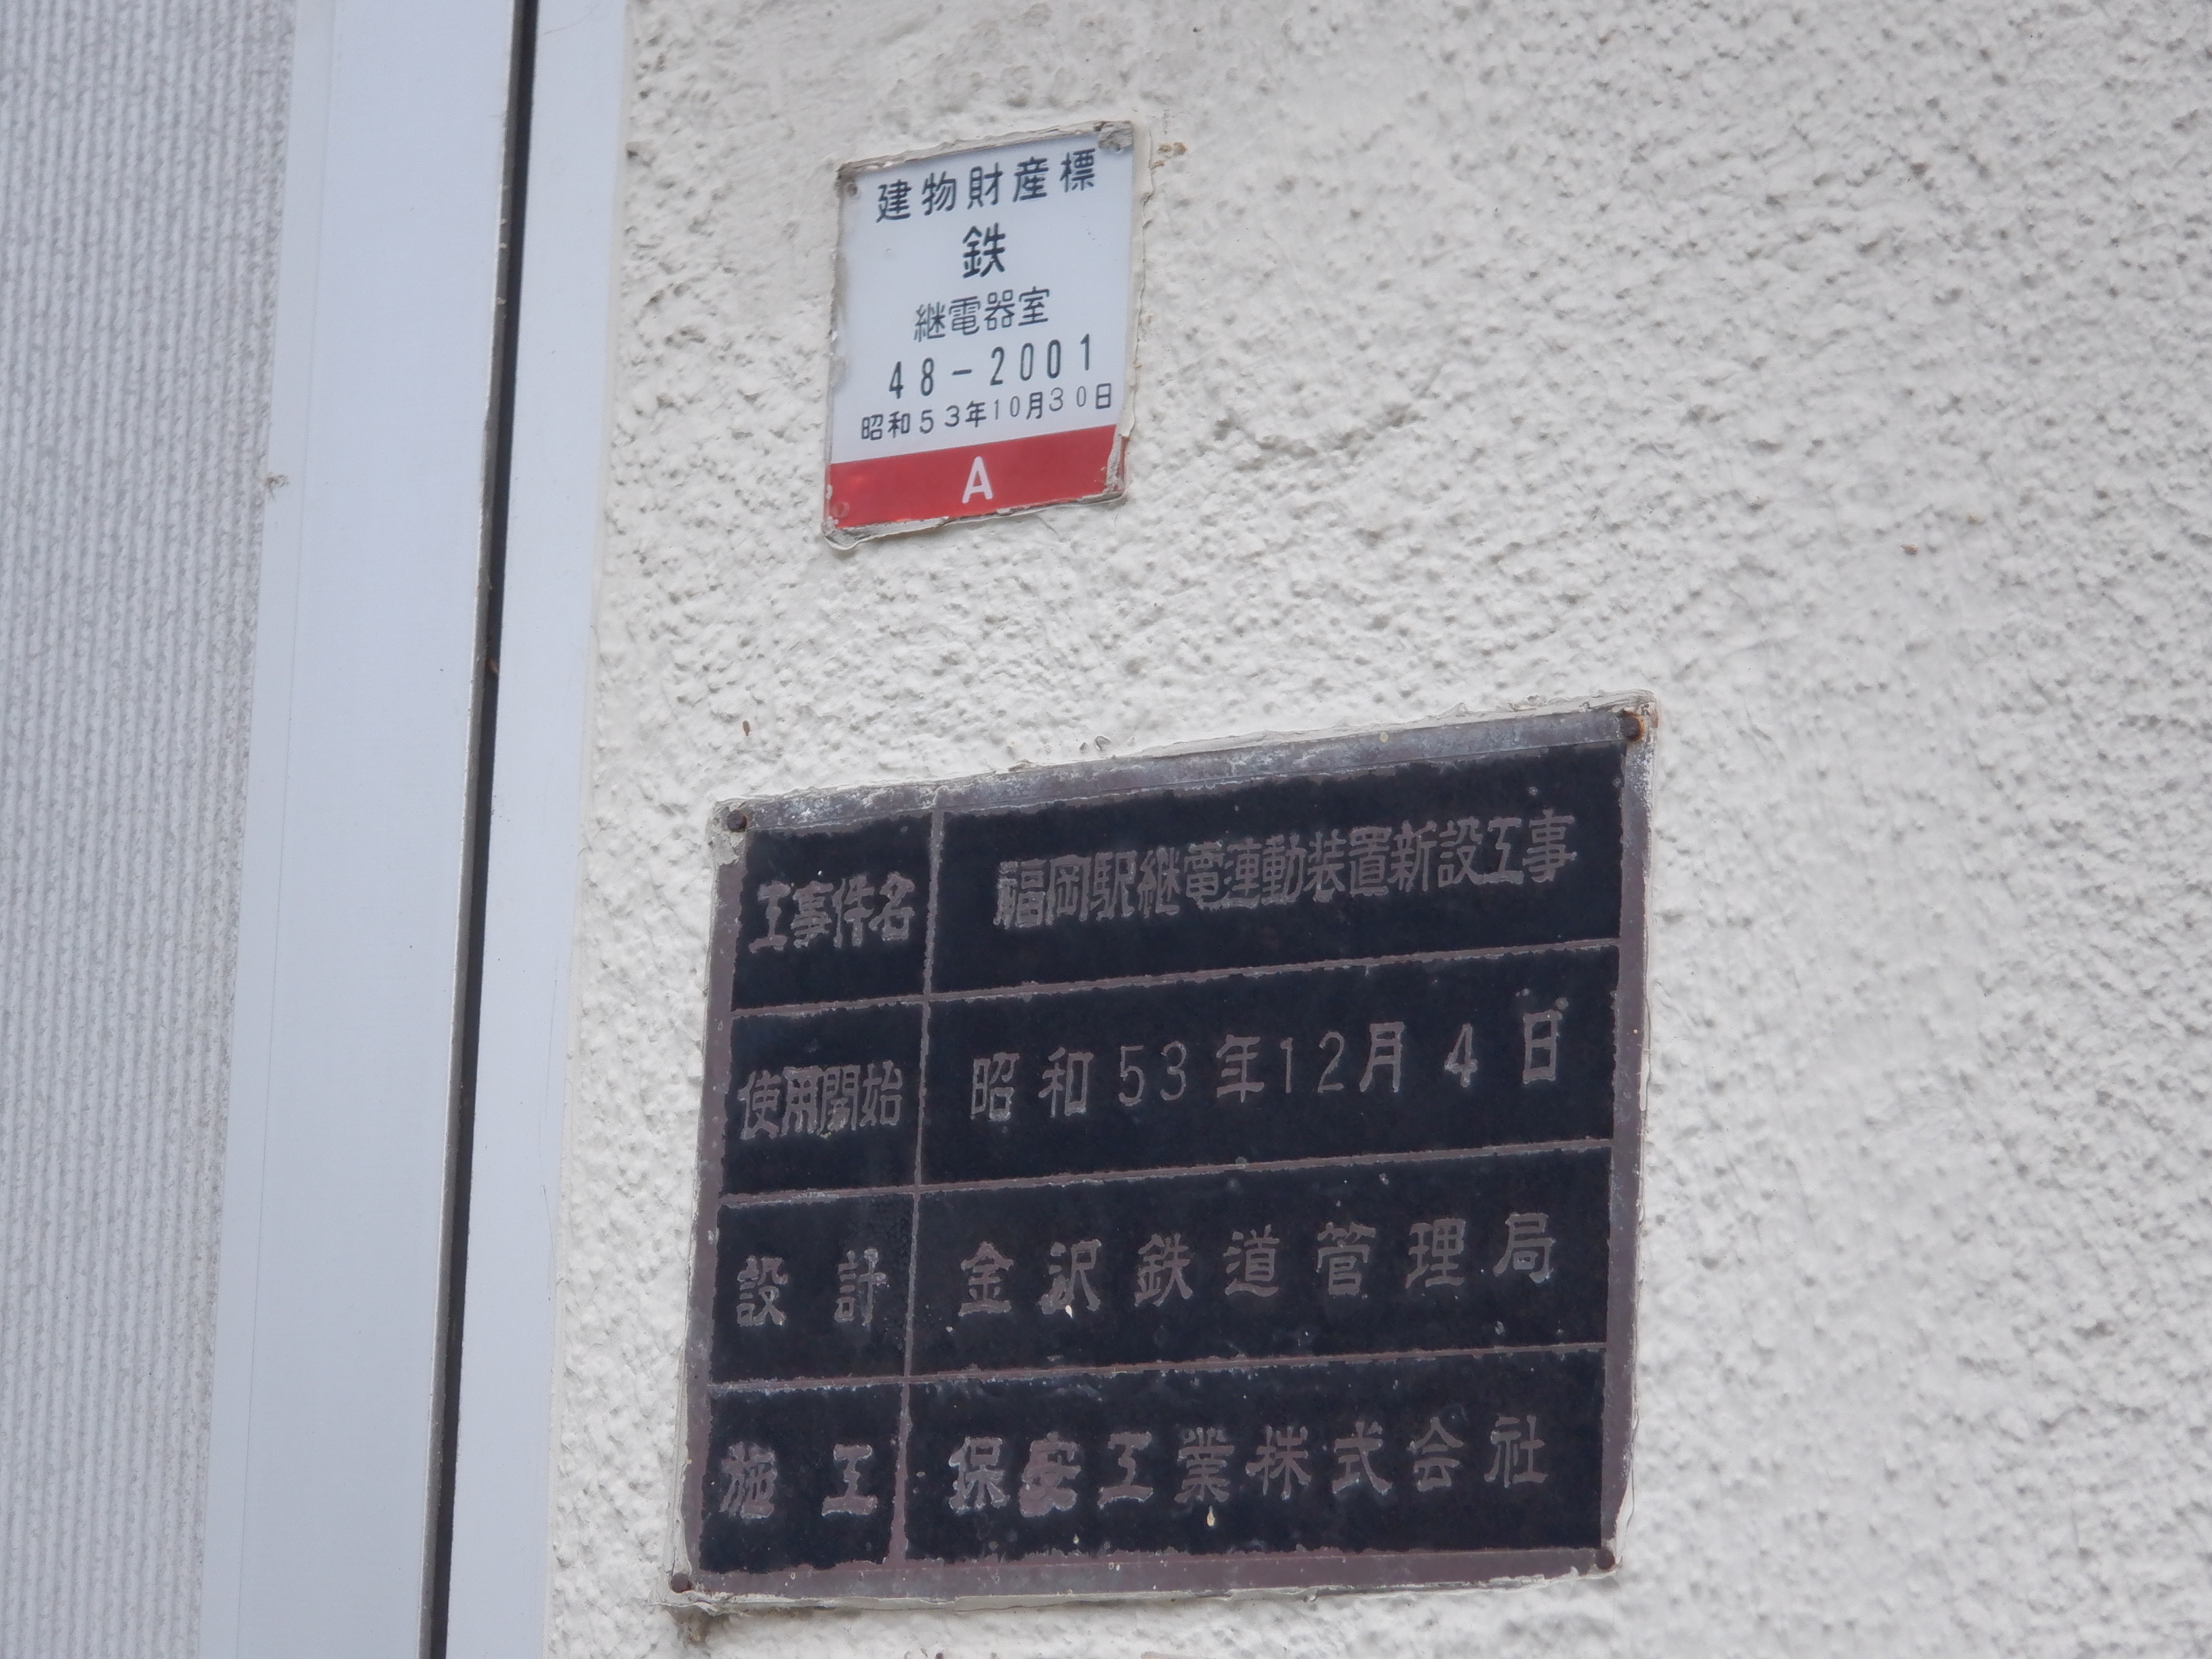 建物財産標
鉄
継電器室
48-2001
昭和53年10月30日
A
工事件名 福岡駅継電連動装置新設工事
使用開始 昭和53年12月4日
設計 金沢鉄道管理局
施工 保安工業株式会社